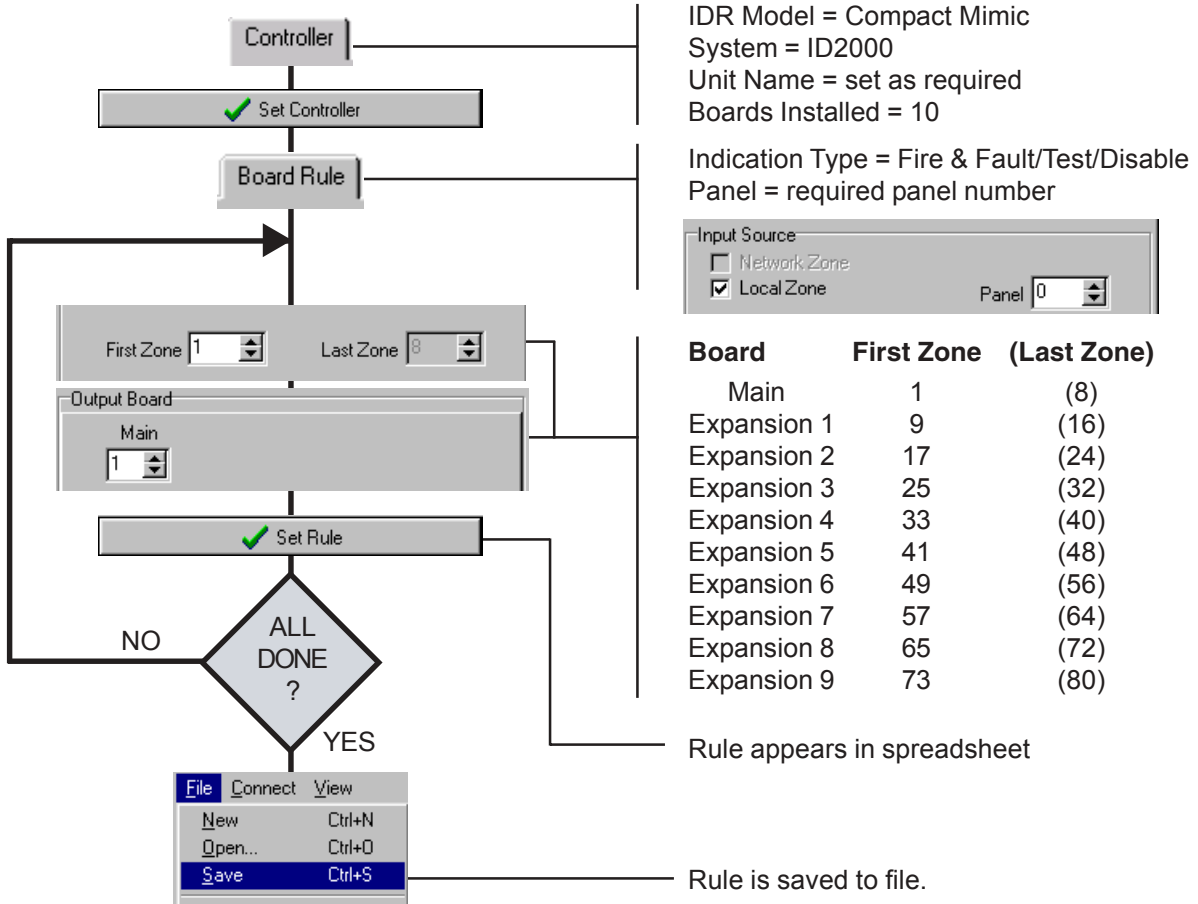 Controller
IDR Model = Compact Mimic
System = ID2000
Unit Name = set as required
Boards Installed = 10
Set Controller
Board Rule
Indication Type = Fire & Fault/Test/Disable
Panel = required panel number
Input Source
Network Zone
Local Zone
Panel 0
First Zone 1 Last Zone 8
Output Board
Main
1
Board First Zone (Last Zone)
Main 1 (8)
Expansion 1 9 (16)
Expansion 2 17 (24)
Expansion 3 25 (32)
Expansion 4 33 (40)
Expansion 5 41 (48)
Expansion 6 49 (56)
Expansion 7 57 (64)
Expansion 8 65 (72)
Expansion 9 73 (80)
Set Rule
Rule appears in spreadsheet
ALL
DONE
?
NO
YES
File Connect View
New Ctrl+N
Open... Ctrl+O
Save Ctrl+S
Rule is saved to file.